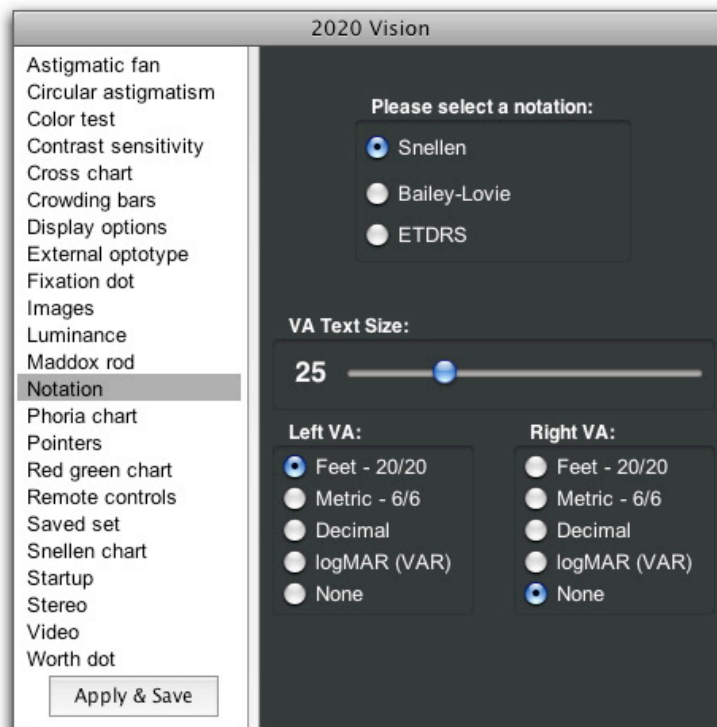 2020 Vision
Astigmatic fan
Circular astigmatism
Color test
Contrast sensitivity
Cross chart
Crowding bars
Display options
External optotype
Fixation dot
Images
Luminance
Maddox rod
Notation
Phoria chart
Pointers
Red green chart
Remote controls
Saved set
Snellen chart
Startup
Stereo
Video
Worth dot
Apply & Save
Please select a notation:
Snellen
Bailey-Lovie
ETDRS
VA Text Size:
25
Left VA:
Feet - 20/20
Metric - 6/6
Decimal
logMAR (VAR)
None
Right VA:
Feet - 20/20
Metric - 6/6
Decimal
logMAR (VAR)
None